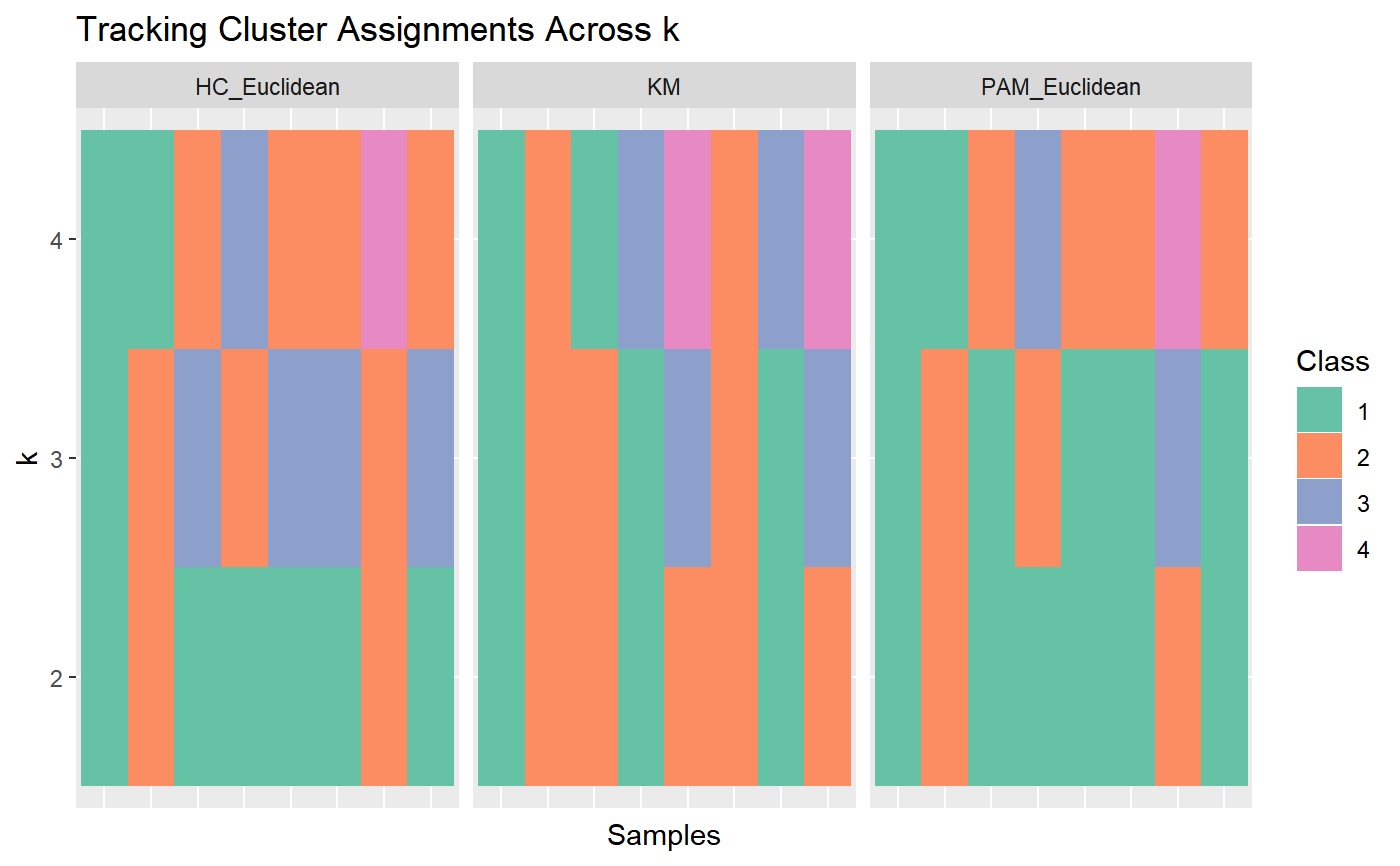 Tracking Cluster Assignments Across k
HC_Euclidean
KM
PAM_Euclidean
4
3
2
k
Samples
Class
1
2
3
4